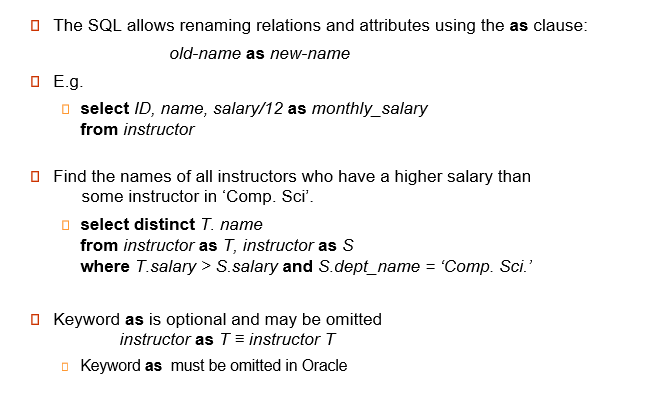 The SQL allows renaming relations and attributes using the as clause:
old-name as new-name
E.g.
select ID, name, salary/12 as monthly_salary
from instructor
Find the names of all instructors who have a higher salary than
some instructor in ‘Comp. Sci’.
select distinct T. name
from instructor as T, instructor as S
where T.salary > S.salary and S.dept_name = ‘Comp. Sci.’
Keyword as is optional and may be omitted
instructor as T ≡ instructor T
Keyword as must be omitted in Oracle